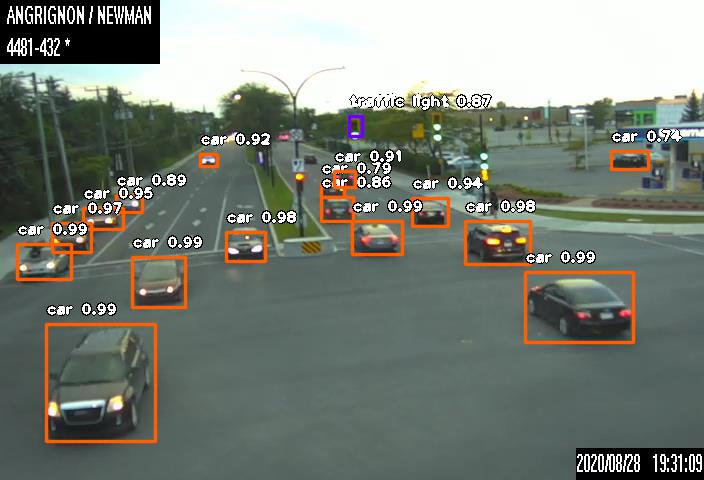 ANGRIGNON / NEWMAN
4481-432 *
traffic light 0.87
car 0.92
car 0.74
car 0.91
car 0.79
car 0.86
car 0.89
car 0.95
car 0.94
car 0.97
car 0.99
car 0.98
car 0.98
car 0.99
car 0.99
car 0.99
car 0.99
2020/08/28 19:31:09